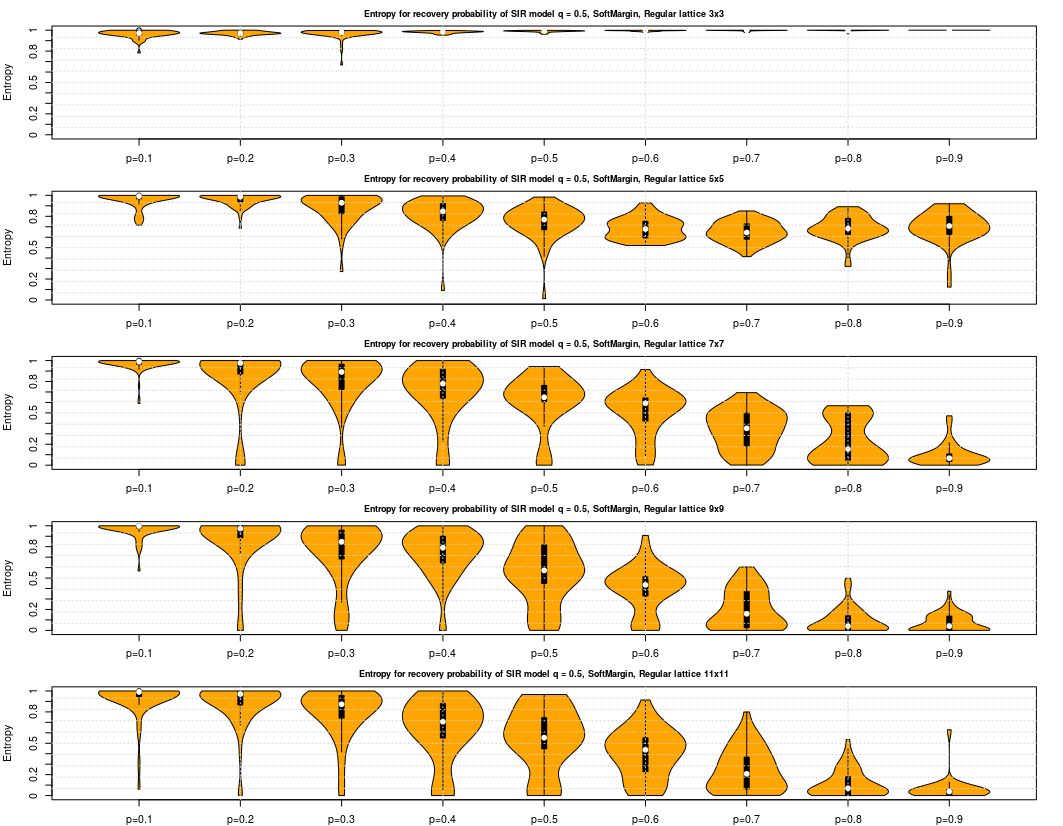 Entropy for recovery probability of SIR model q = 0.5, SoftMargin, Regular lattice 3x3
Entropy
0 0.2 0.5 0.8 1
p=0.1 p=0.2 p=0.3 p=0.4 p=0.5 p=0.6 p=0.7 p=0.8 p=0.9
Entropy for recovery probability of SIR model q = 0.5, SoftMargin, Regular lattice 5x5
Entropy
0 0.2 0.5 0.8 1
p=0.1 p=0.2 p=0.3 p=0.4 p=0.5 p=0.6 p=0.7 p=0.8 p=0.9
Entropy for recovery probability of SIR model q = 0.5, SoftMargin, Regular lattice 7x7
Entropy
0 0.2 0.5 0.8 1
p=0.1 p=0.2 p=0.3 p=0.4 p=0.5 p=0.6 p=0.7 p=0.8 p=0.9
Entropy for recovery probability of SIR model q = 0.5, SoftMargin, Regular lattice 9x9
Entropy
0 0.2 0.5 0.8 1
p=0.1 p=0.2 p=0.3 p=0.4 p=0.5 p=0.6 p=0.7 p=0.8 p=0.9
Entropy for recovery probability of SIR model q = 0.5, SoftMargin, Regular lattice 11x11
Entropy
0 0.2 0.5 0.8 1
p=0.1 p=0.2 p=0.3 p=0.4 p=0.5 p=0.6 p=0.7 p=0.8 p=0.9